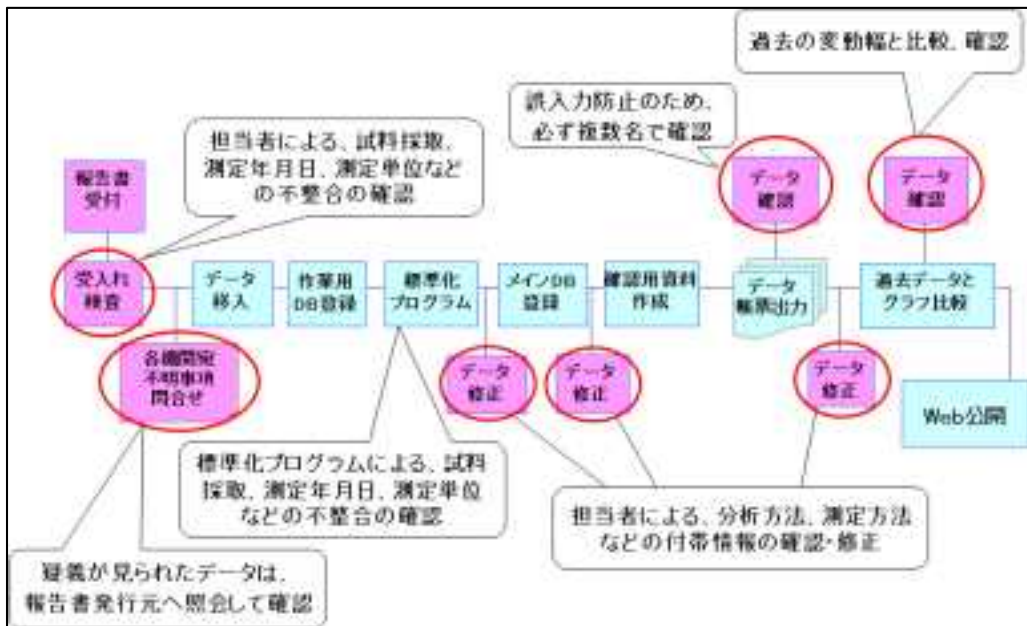 過去の変動幅と比較、確認
誤入力防止のため、
必ず複数名で確認
担当者による、試料採取、
測定年月日、測定単位など
の不整合の確認
報告書
受付
データ
確認
データ
確認
受入れ
検査
データ
移入
作業用
DB登録
標準化
プログラム
メインDB
登録
確認用資料
作成
データ
帳票出力
過去データと
グラフ比較
各機関宛
不明事項
問合せ
データ
修正
データ
修正
データ
修正
Web公開
標準化プログラムによる、試料
採取、測定年月日、測定単位
などの不整合の確認
担当者による、分析方法、測定方法
などの付帯情報の確認・修正
疑義が見られたデータは、
報告書発行元へ照会して確認